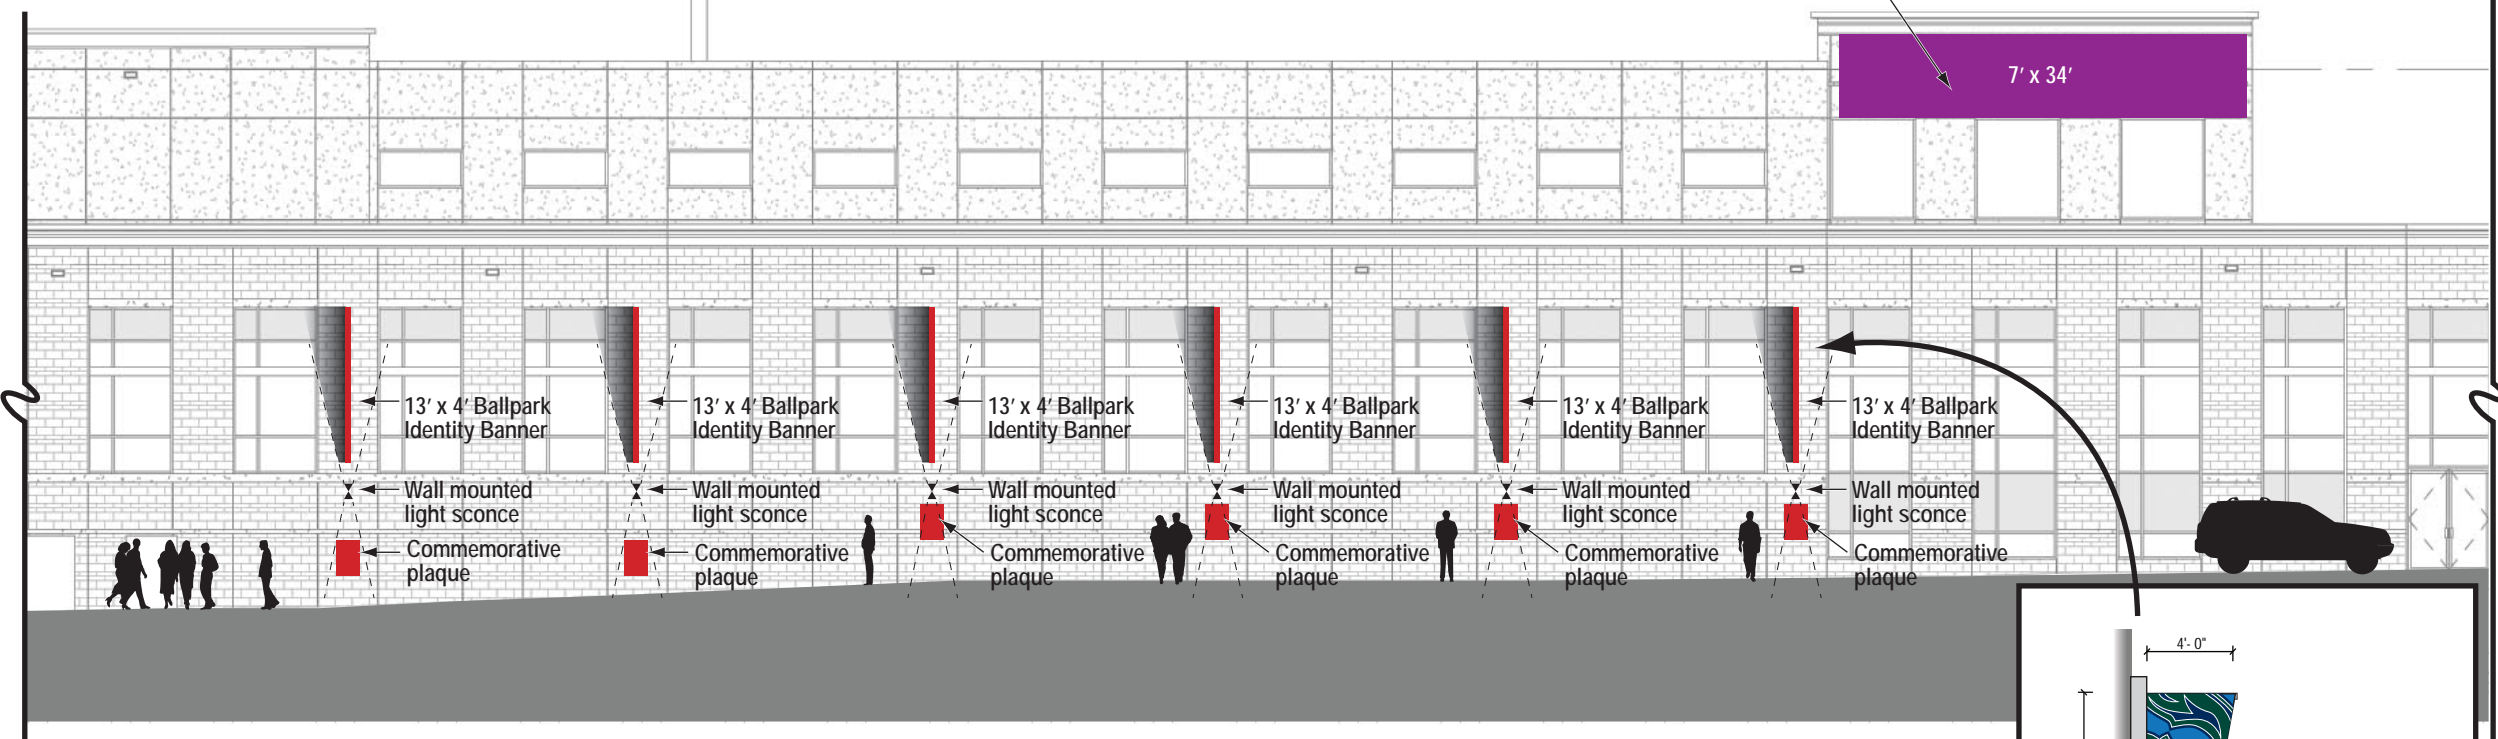 7′ x 34′
13′ x 4′ Ballpark
Identity Banner
13′ x 4′ Ballpark
Identity Banner
13′ x 4′ Ballpark
Identity Banner
13′ x 4′ Ballpark
Identity Banner
13′ x 4′ Ballpark
Identity Banner
13′ x 4′ Ballpark
Identity Banner
Wall mounted
light sconce
Wall mounted
light sconce
Wall mounted
light sconce
Wall mounted
light sconce
Wall mounted
light sconce
Wall mounted
light sconce
Commemorative
plaque
Commemorative
plaque
Commemorative
plaque
Commemorative
plaque
Commemorative
plaque
Commemorative
plaque
4'- 0"